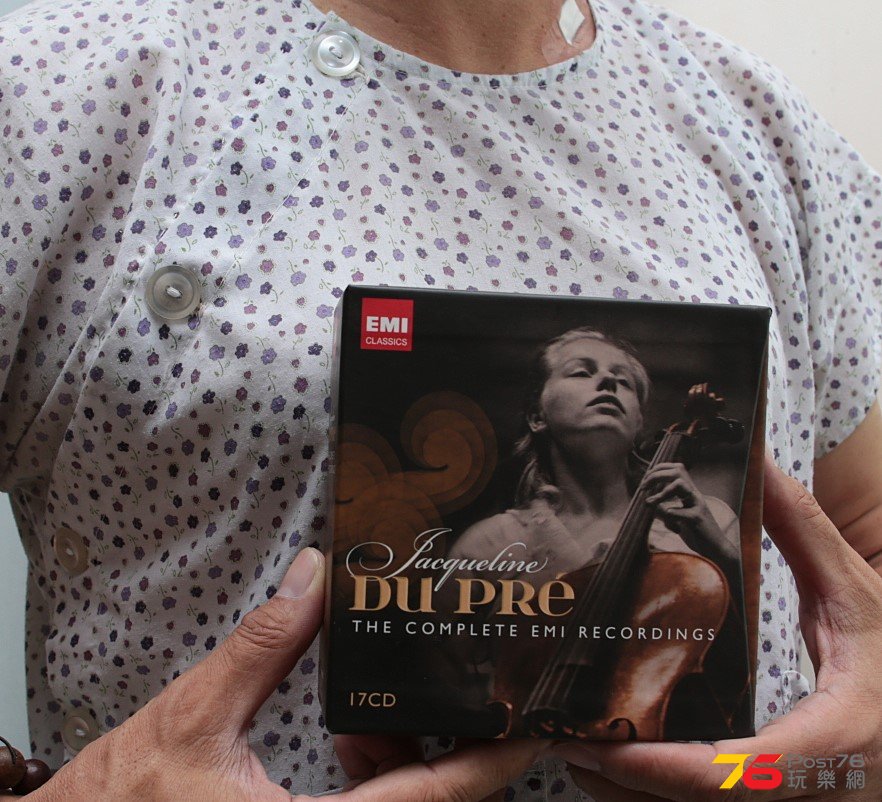 EMI
CLASSICS
Jacqueline
DU PRé
THE COMPLETE EMI RECORDINGS
17CD
76 Post76
玩樂網